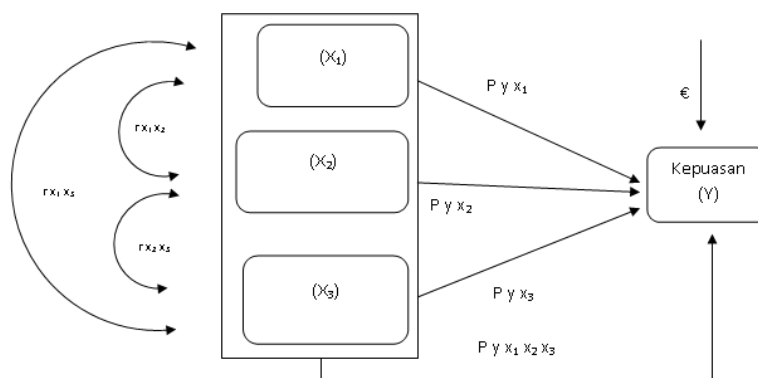 (X₁)
P y x₁
€
r x₁ x₂
(X₂)
Kepuasan
(Y)
r x₁ x₃
P y x₂
r x₂ x₃
(X₃)
P y x₃
P y x₁ x₂ x₃